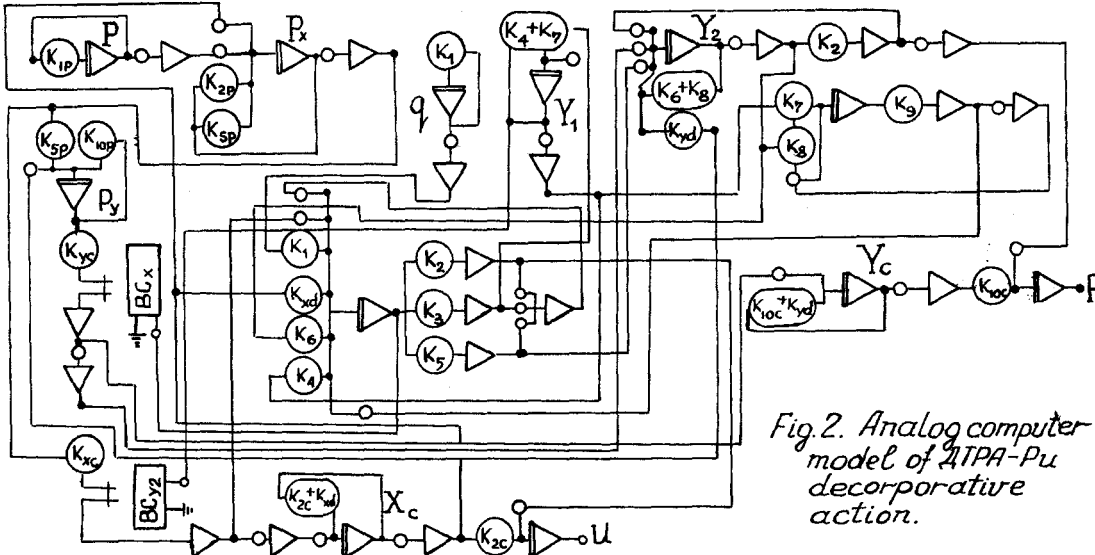 P
Pₓ
K₁ₚ
K₂ₚ
K₅ₚ
K₁
q
K₄+K₇
Y₁
Y₂
K₂
K₆+K₈
Kyd
K₇
K₉
K₈
K₅ₚ
K₁₀ₚ
Py
Kyc
BCₓ
K₁
Kxd
K₆
K₄
K₂
K₃
K₅
Yc
K₁₀c+Kyd
K₁₀c
F
Kxc
BCy2
K₂c+Kxd
Xc
K₂c
U
Fig.2. Analog computer
model of ДTPA-Pu
decorporative
action.